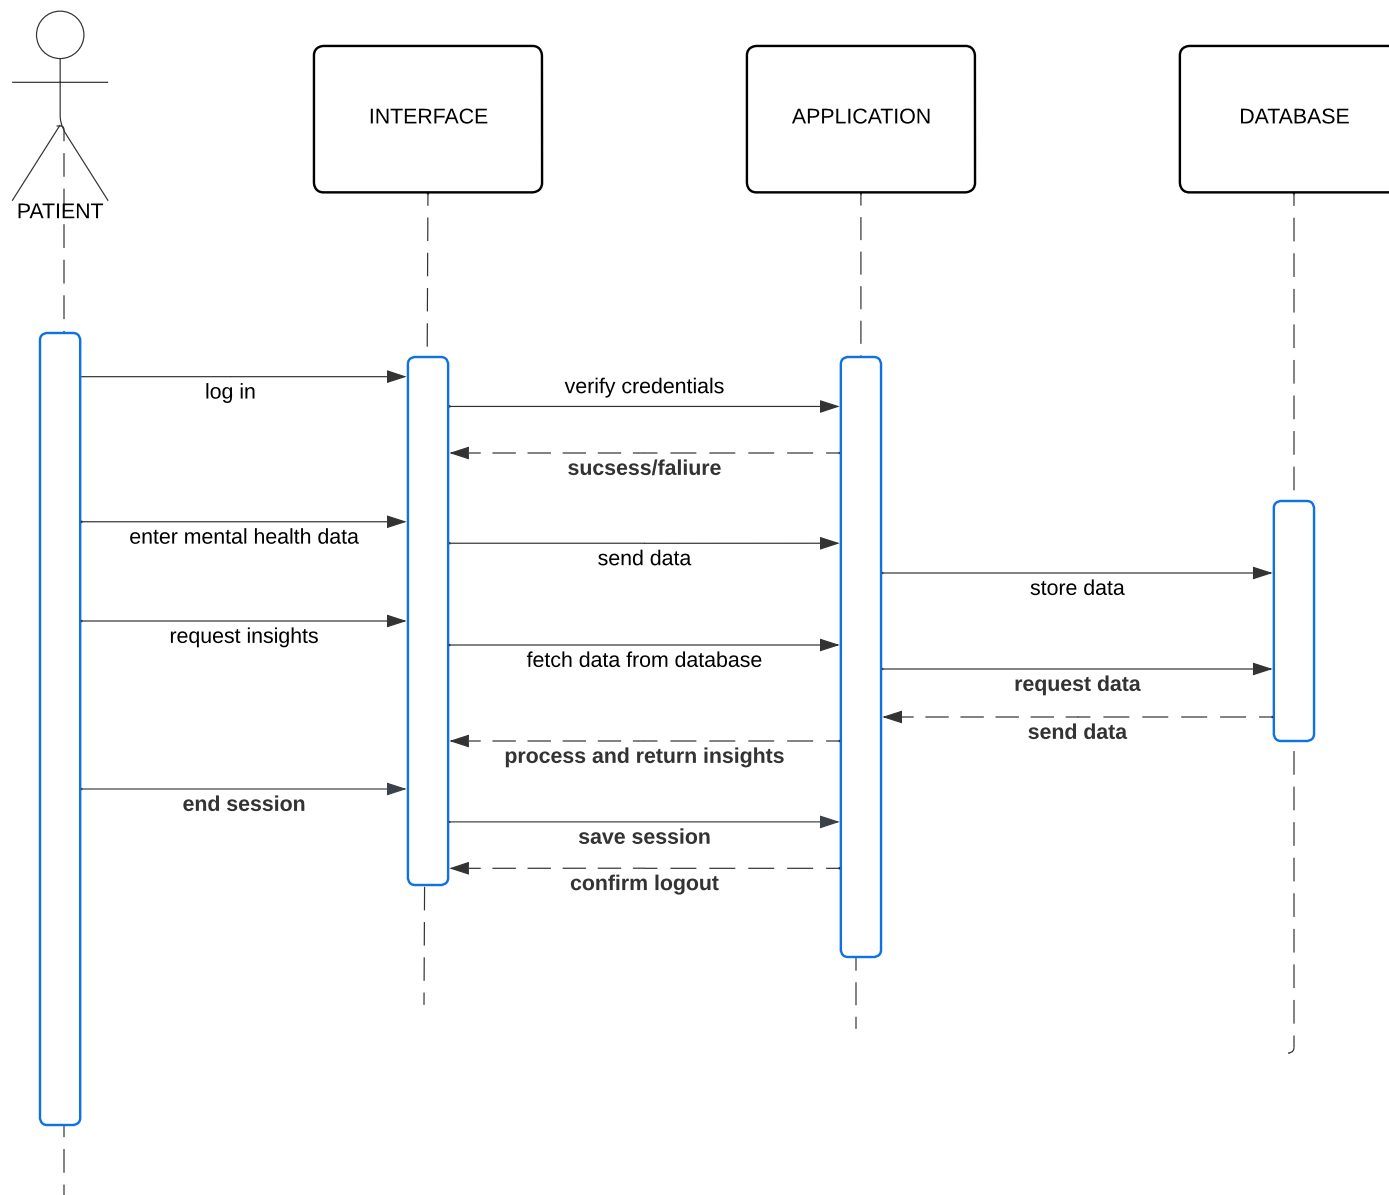 INTERFACE
APPLICATION
DATABASE
PATIENT
log in
verify credentials
sucsess/faliure
enter mental health data
send data
store data
request insights
fetch data from database
request data
send data
process and return insights
end session
save session
confirm logout